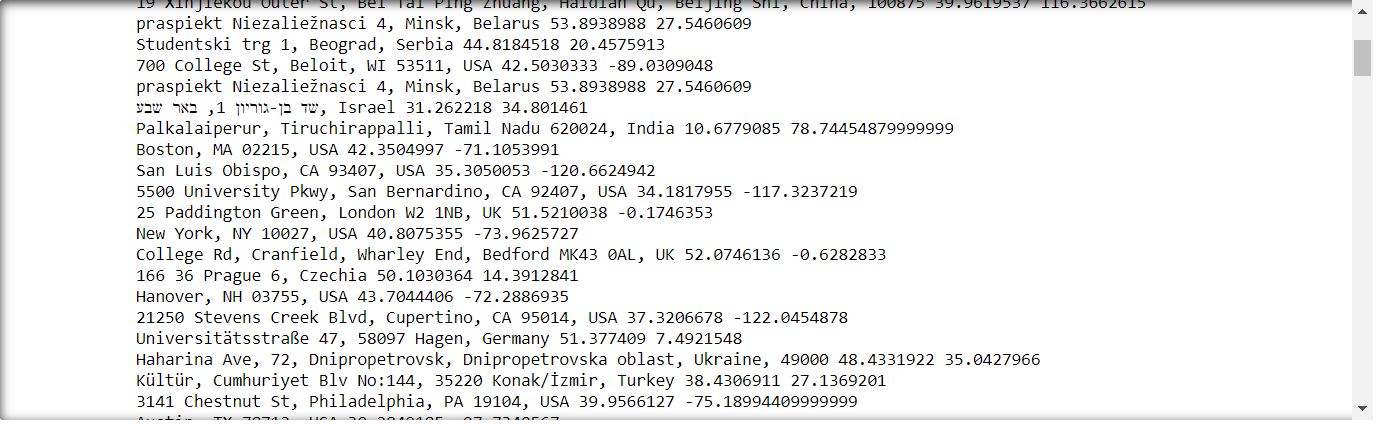 19 Xinjiekou Outer St, Bei Tai Ping Zhuang, Haidian Qu, Beijing Shi, China, 100875 39.9619537 116.3662615
praspiekt Niezaliežnasci 4, Minsk, Belarus 53.8938988 27.5460609
Studentski trg 1, Beograd, Serbia 44.8184518 20.4575913
700 College St, Beloit, WI 53511, USA 42.5030333 -89.0309048
praspiekt Niezaliežnasci 4, Minsk, Belarus 53.8938988 27.5460609
שד בן-גוריון 1, באר שבע, Israel 31.262218 34.801461
Palkalaiperur, Tiruchirappalli, Tamil Nadu 620024, India 10.6779085 78.74454879999999
Boston, MA 02215, USA 42.3504997 -71.1053991
San Luis Obispo, CA 93407, USA 35.3050053 -120.6624942
5500 University Pkwy, San Bernardino, CA 92407, USA 34.1817955 -117.3237219
25 Paddington Green, London W2 1NB, UK 51.5210038 -0.1746353
New York, NY 10027, USA 40.8075355 -73.9625727
College Rd, Cranfield, Wharley End, Bedford MK43 0AL, UK 52.0746136 -0.6282833
166 36 Prague 6, Czechia 50.1030364 14.3912841
Hanover, NH 03755, USA 43.7044406 -72.2886935
21250 Stevens Creek Blvd, Cupertino, CA 95014, USA 37.3206678 -122.0454878
Universitätsstraße 47, 58097 Hagen, Germany 51.377409 7.4921548
Haharina Ave, 72, Dnipropetrovsk, Dnipropetrovska oblast, Ukraine, 49000 48.4331922 35.0427966
Kültür, Cumhuriyet Blv No:144, 35220 Konak/İzmir, Turkey 38.4306911 27.1369201
3141 Chestnut St, Philadelphia, PA 19104, USA 39.9566127 -75.18994409999999